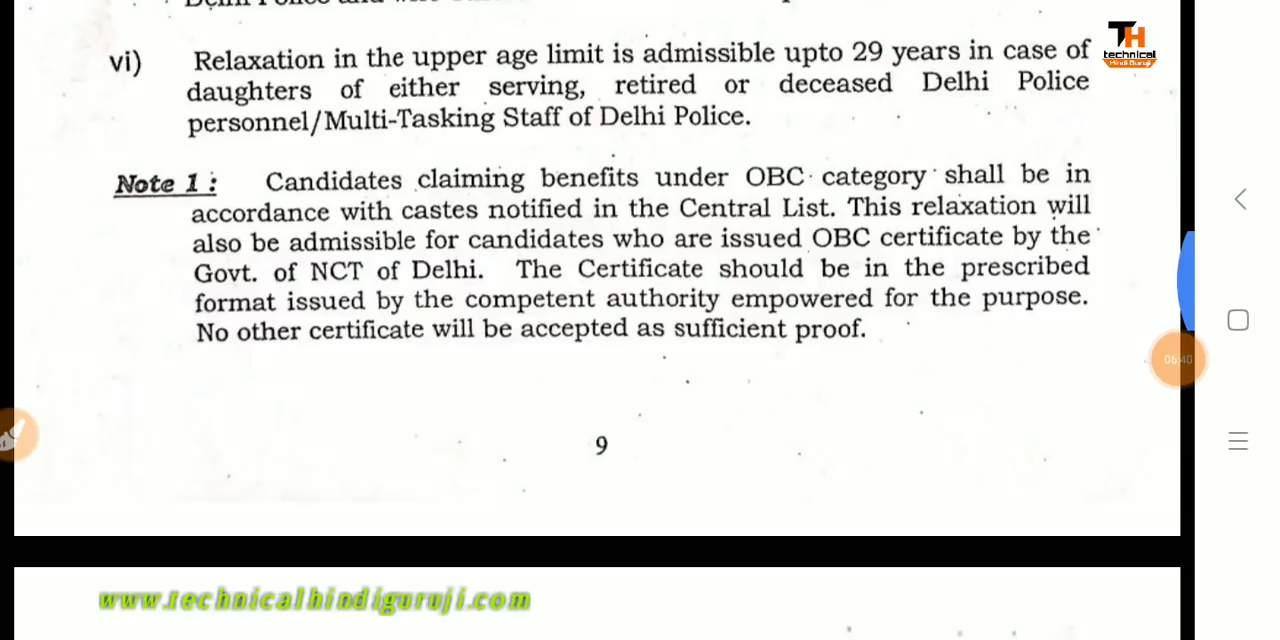 vi) Relaxation in the upper age limit is admissible upto 29 years in case of
daughters of either serving, retired or deceased Delhi Police
personnel/Multi-Tasking Staff of Delhi Police.
Note 1 : Candidates claiming benefits under OBC category shall be in
accordance with castes notified in the Central List. This relaxation will
also be admissible for candidates who are issued OBC certificate by the
Govt. of NCT of Delhi. The Certificate should be in the prescribed
format issued by the competent authority empowered for the purpose.
No other certificate will be accepted as sufficient proof.
9
www.technicalhindiguruji.com
TH
technical
Hindi Guruji
06:40